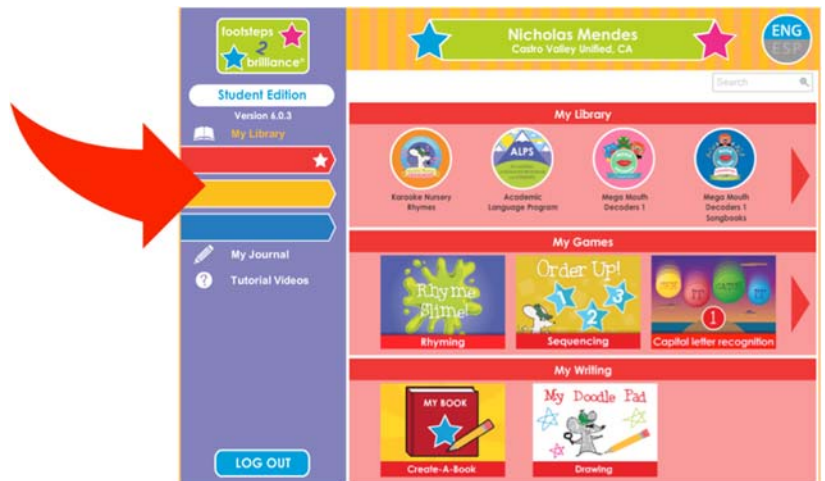 footsteps
2
brilliance®
Nicholas Mendes
Castro Valley Unified, CA
ENG
ESP
Student Edition
Version 6.0.3
My Library
My Journal
Tutorial Videos
LOG OUT
Search
My Library
ALPS
Karaoke Nursery
Rhymes
Academic
Language Program
Mega Mouth
Decoders 1
Mega Mouth
Decoders 1
Songbooks
My Games
Rhyme
Slime!
Rhyming
Order Up!
1
2
3
Sequencing
1
Capital letter recognition
My Writing
MY BOOK
Create-A-Book
My Doodle Pad
Drawing